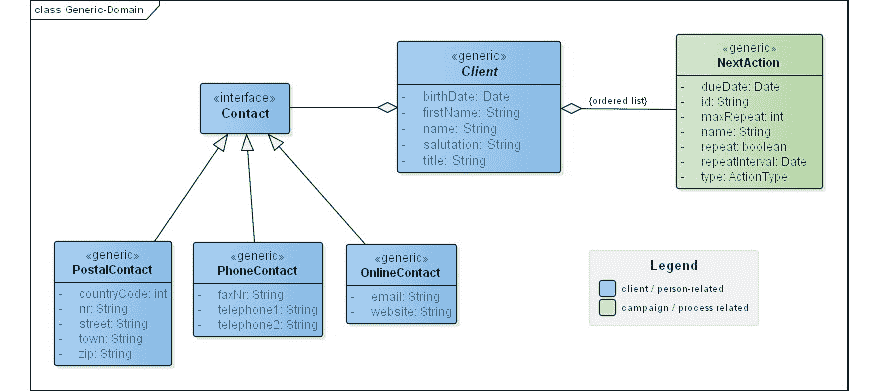 class Generic-Domain
«generic»
Client
- birthDate: Date
- firstName: String
- name: String
- salutation: String
- title: String
{ordered list}
«generic»
NextAction
- dueDate: Date
- id: String
- maxRepeat: int
- name: String
- repeat: boolean
- repeatInterval: Date
- type: ActionType
«interface»
Contact
«generic»
PostalContact
- countryCode: int
- nr: String
- street: String
- town: String
- zip: String
«generic»
PhoneContact
- faxNr: String
- telephone1: String
- telephone2: String
«generic»
OnlineContact
- email: String
- website: String
Legend
client / person-related
campaign / process related